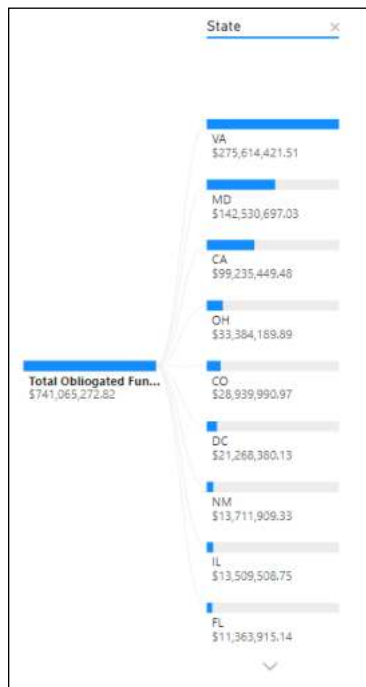 State
VA
$275,614,421.51
MD
$142,530,697.03
CA
$99,235,449.48
OH
$33,384,189.89
Total Obliogated Fun...
$741,065,272.82
CO
$28,939,990.97
DC
$21,268,380.13
NM
$13,711,909.33
IL
$13,509,508.75
FL
$11,363,915.14